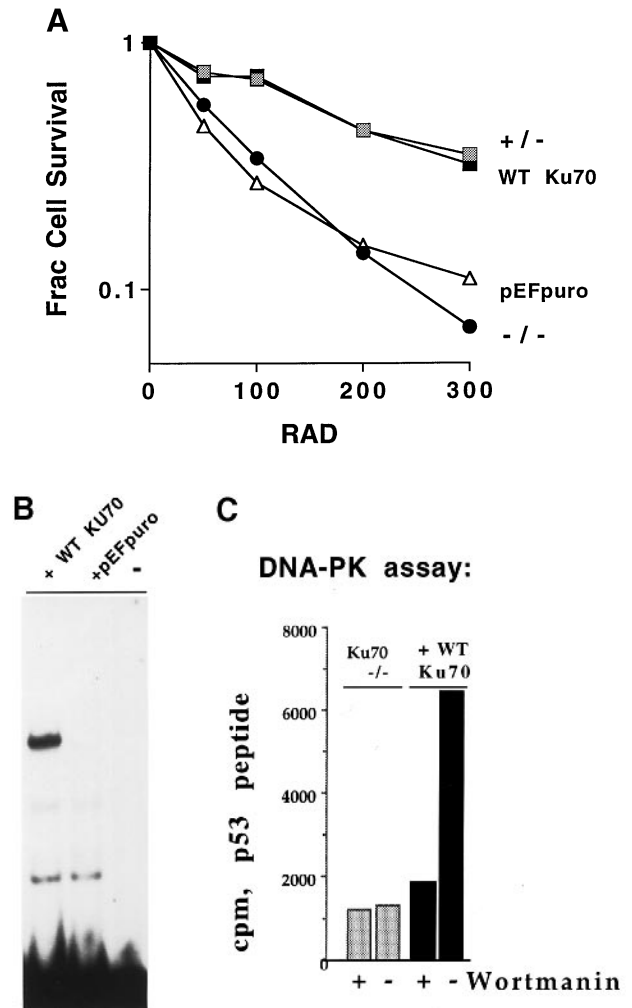 A
1
0.1
Frac Cell Survival
+ / -
WT Ku70
pEFpuro
- / -
0 100 200 300
RAD
B
+ WT KU70
+pEFpuro
-
C
DNA-PK assay:
cpm, p53 peptide
8000
6000
4000
2000
0
Ku70
-/-
+ WT
Ku70
+ - + - Wortmanin